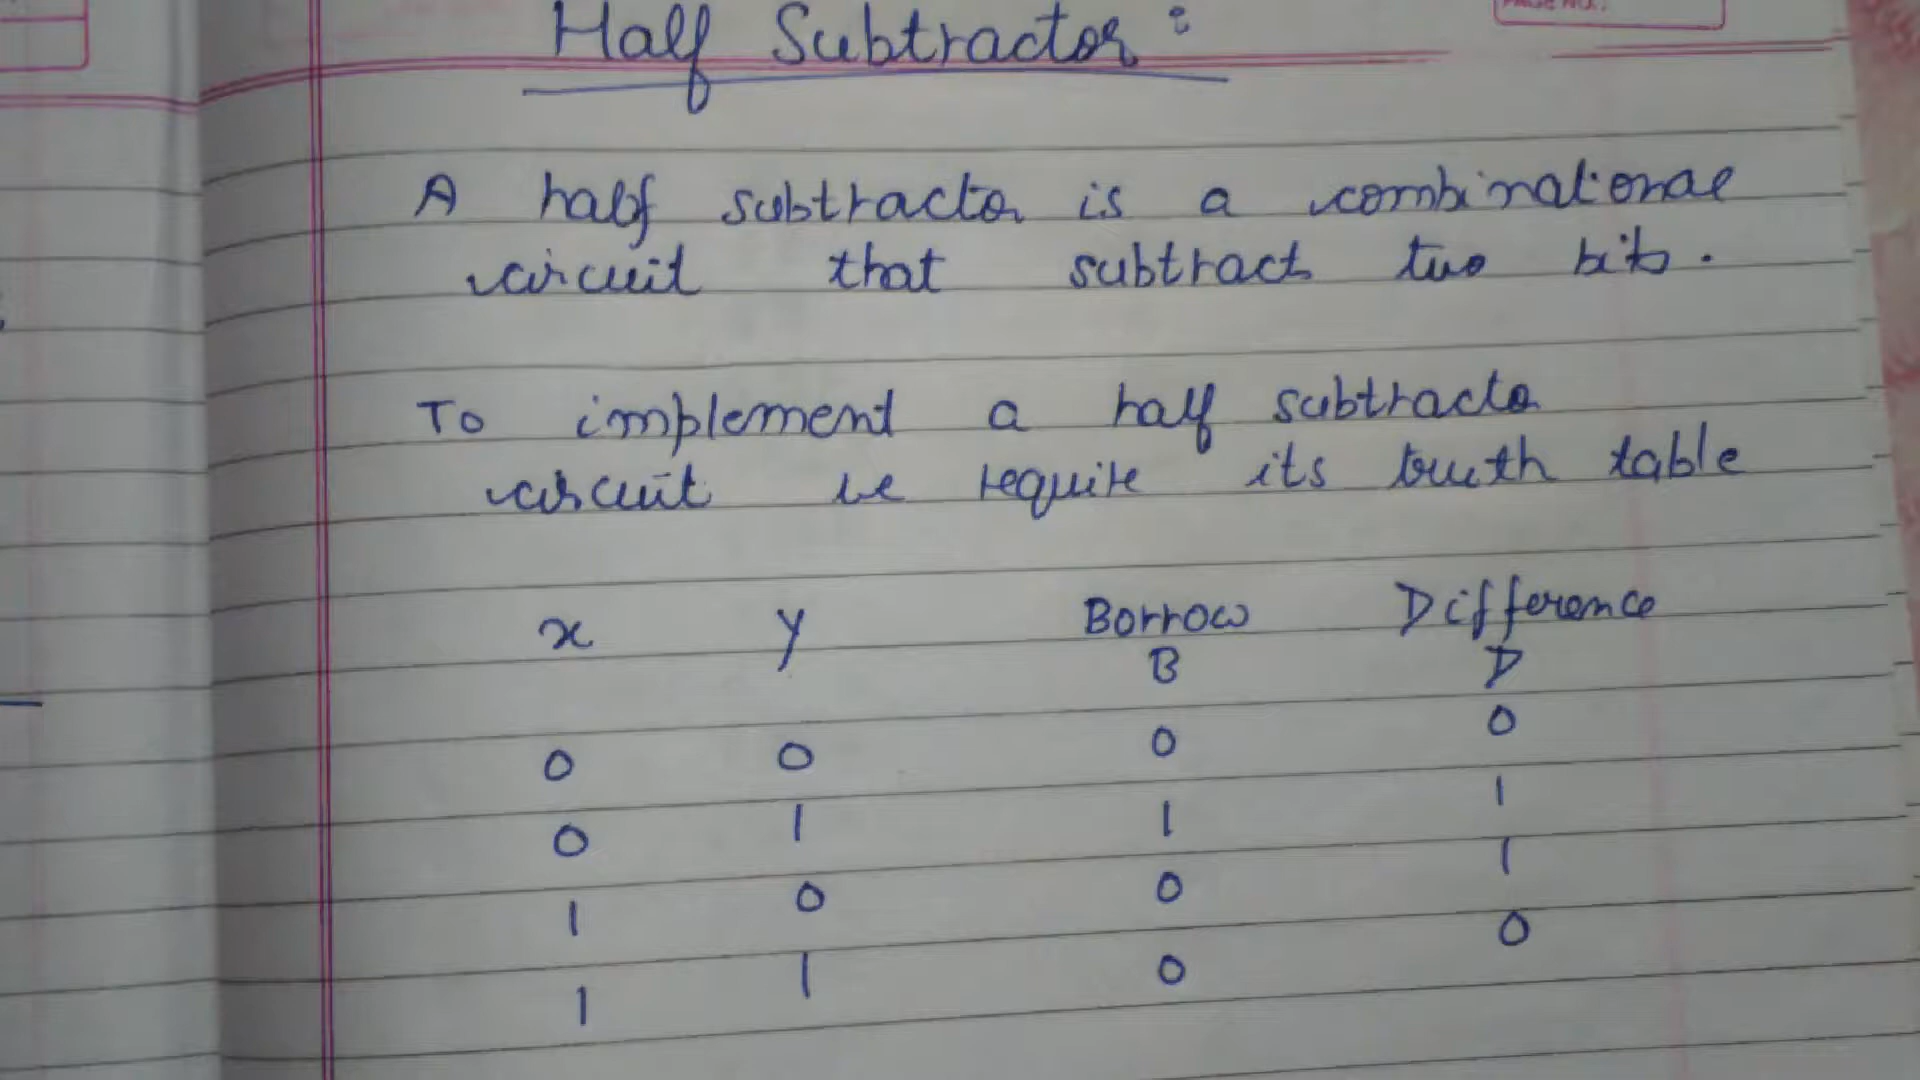 PAGE NO.:
Half Subtractor :
A half subtractor is a combinational
circuit that subtract two bits.
To implement a half subtractor
circuit we require its truth table
x y Borrow Difference
B D
0 0 0 0
0 1 1 1
1 0 0 1
1 1 0 0